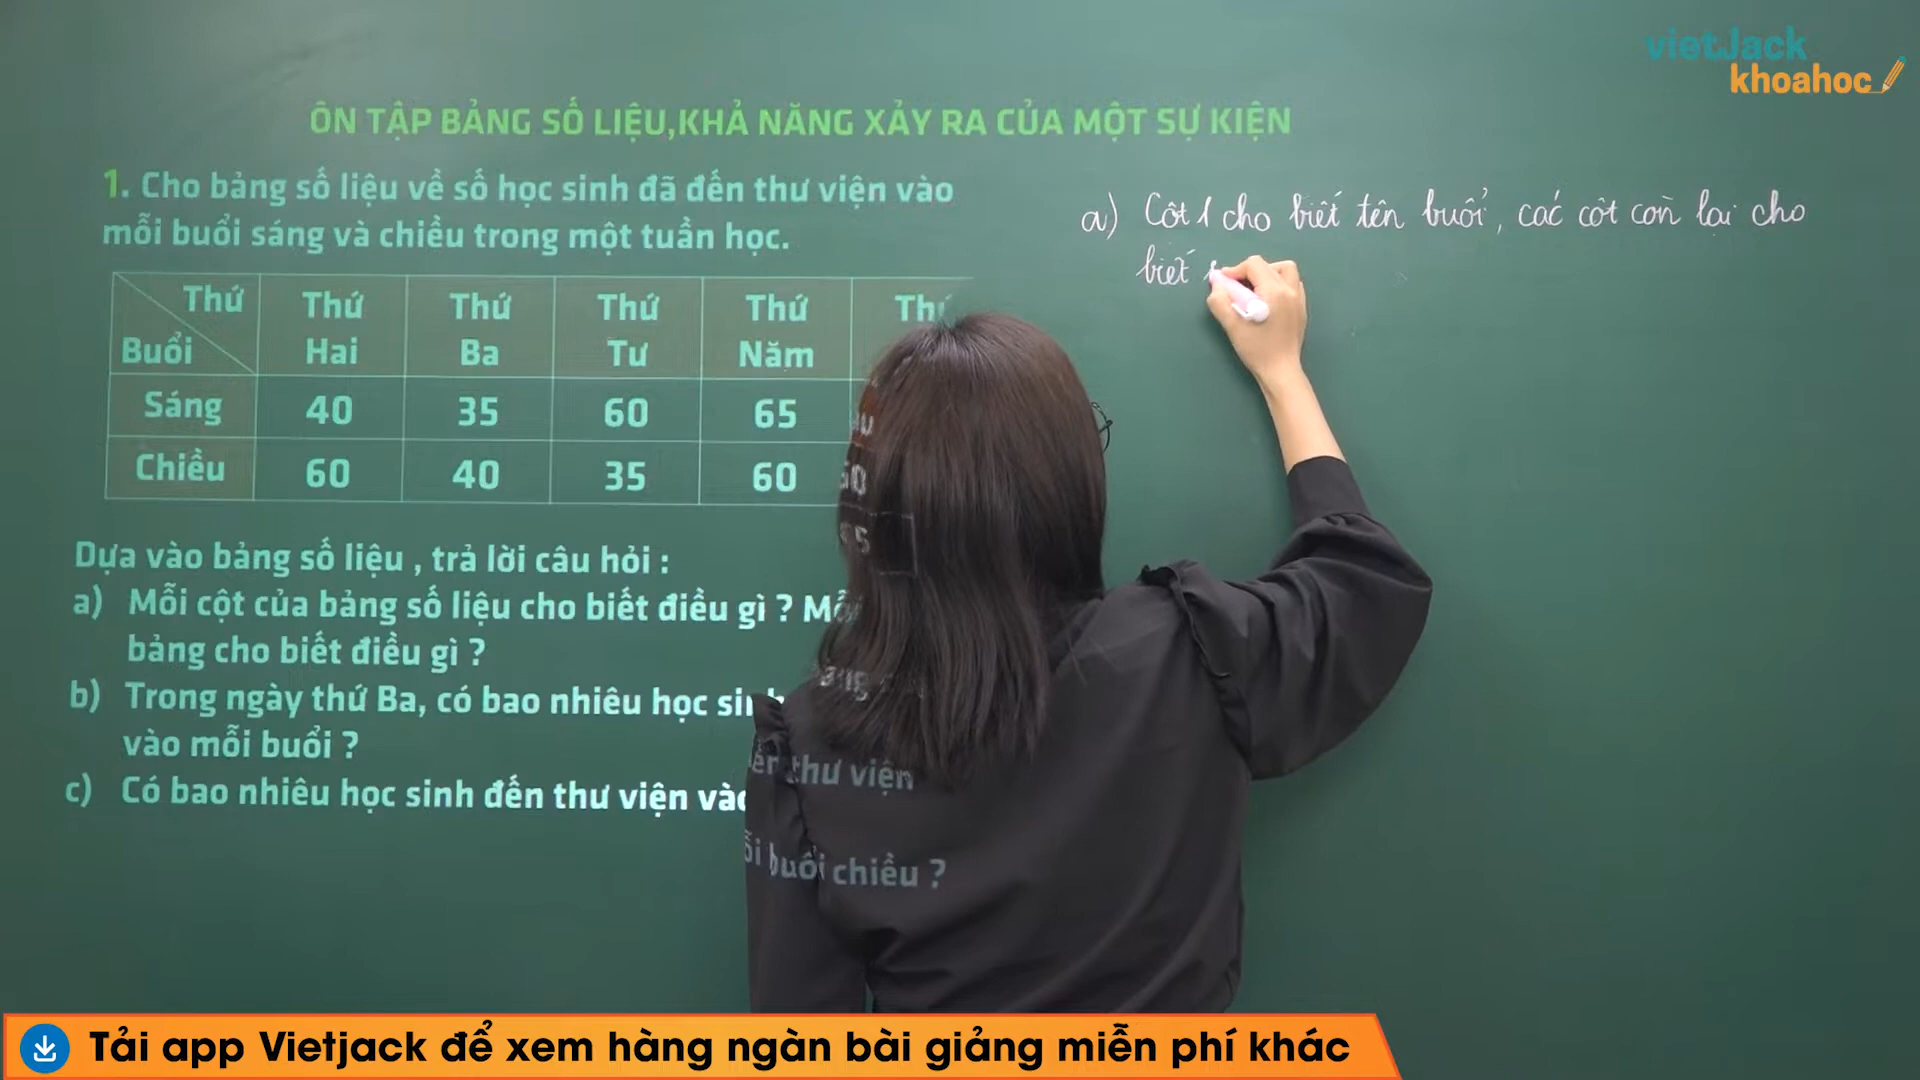 vietJack
khoahoc
ÔN TẬP BẢNG SỐ LIỆU,KHẢ NĂNG XẢY RA CỦA MỘT SỰ KIỆN
1. Cho bảng số liệu về số học sinh đã đến thư viện vào
mỗi buổi sáng và chiều trong một tuần học.
Thứ Thứ Thứ Thứ Thứ
Buổi Hai Ba Tư Năm
Sáng 40 35 60 65
Chiều 60 40 35 60
Dựa vào bảng số liệu , trả lời câu hỏi :
a) Mỗi cột của bảng số liệu cho biết điều gì ?
bảng cho biết điều gì ?
b) Trong ngày thứ Ba, có bao nhiêu học
thư viện
vào mỗi buổi ?
c) Có bao nhiêu học sinh đến thư viện
buổi chiều ?
a) Cột 1 cho biết tên buổi, các cột còn lại cho
biết
Tải app Vietjack để xem hàng ngàn bài giảng miễn phí khác